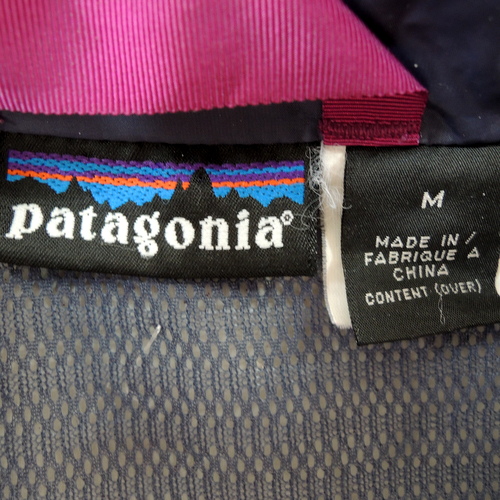 patagonia®
M
MADE IN /
FABRIQUE A
CHINA
CONTENT (OVER)